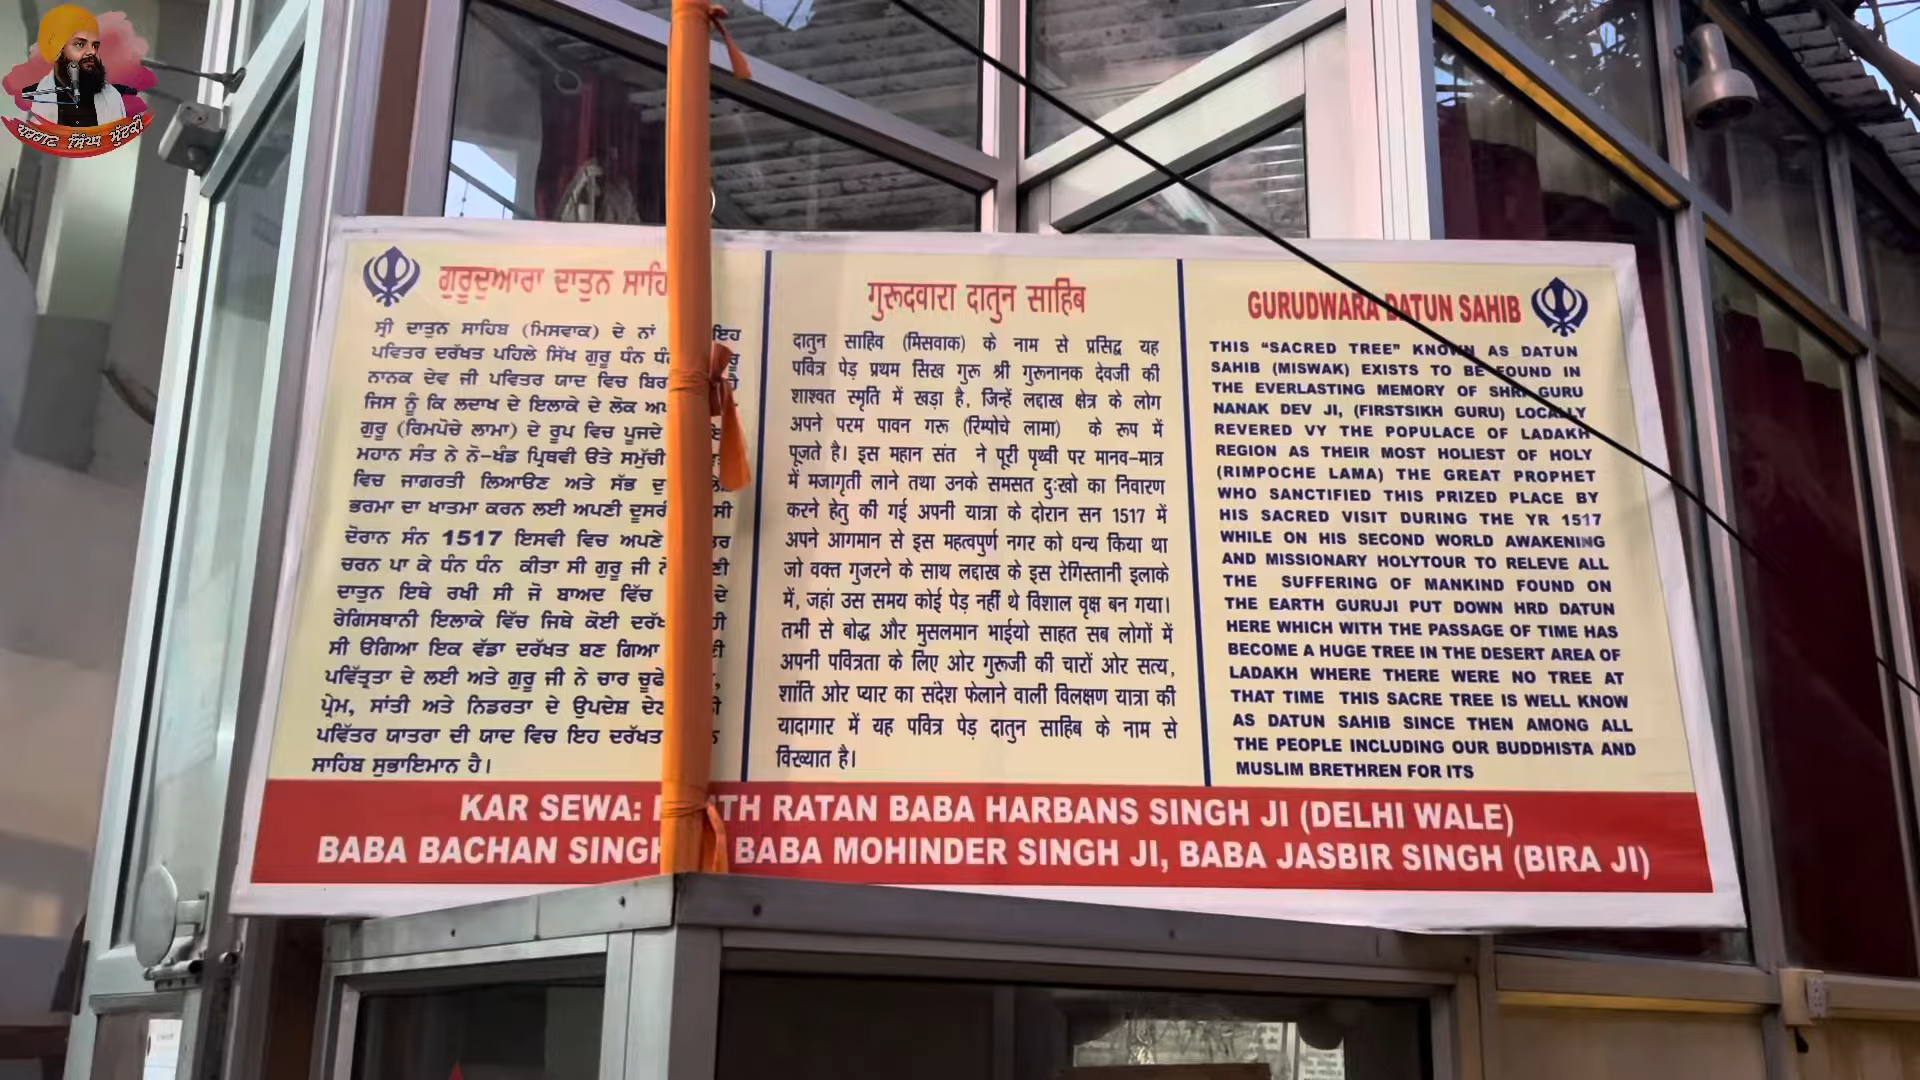 ਪਰਗਟ ਸਿੰਘ ਮੁੱਦਕੀ
ਗੁਰੂਦੁਆਰਾ ਦਾਤੁਨ ਸਾਹਿ
ਸ੍ਰੀ ਦਾਤੁਨ ਸਾਹਿਬ (ਮਿਸਵਾਕ) ਦੇ ਨਾਂ ਇਹ
ਪਵਿਤਰ ਦਰੱਖਤ ਪਹਿਲੇ ਸਿੱਖ ਗੁਰੂ ਧੰਨ
ਨਾਨਕ ਦੇਵ ਜੀ ਪਵਿਤਰ ਯਾਦ ਵਿਚ
ਜਿਸ ਨੂੰ ਕਿ ਲਦਾਖ ਦੇ ਇਲਾਕੇ ਦੇ ਲੋਕ
ਗੁਰੂ (ਰਿਮਪੋਚੇ ਲਾਮਾ) ਦੇ ਰੂਪ ਵਿਚ ਪੂਜਦੇ
ਮਹਾਨ ਸੰਤ ਨੇ ਨੋ-ਖੰਡ ਪ੍ਰਿਥਵੀ ੳਤੇ ਸਮੁੱਚੀ
ਵਿਚ ਜਾਗਰਤੀ ਲਿਆਉਣ ਅਤੇ ਸੱਭ
ਭਰਮਾ ਦਾ ਖਾਤਮਾ ਕਰਨ ਲਈ ਅਪਣੀ
ਦੋਰਾਨ ਸੰਨ 1517 ਇਸਵੀ ਵਿਚ ਅਪਣੇ
ਚਰਨ ਪਾ ਕੇ ਧੰਨ ਧੰਨ ਕੀਤਾ ਸੀ ਗੁਰੂ ਜੀ
ਦਾਤੁਨ ਇਥੇ ਰਖੀ ਸੀ ਜੋ ਬਾਅਦ ਵਿੱਚ ਦੇ
ਰੇਗਿਸਥਾਨੀ ਇਲਾਕੇ ਵਿੱਚ ਜਿਥੇ ਕੋਈ
ਸੀ ੳਗਿਆ ਇਕ ਵੱਡਾ ਦਰੱਖਤ ਬਣ ਗਿਆ
ਪਵਿੱਤ੍ਰਤਾ ਦੇ ਲਈ ਅਤੇ ਗੁਰੂ ਜੀ ਨੇ ਚਾਰ
ਪ੍ਰੇਮ, ਸਾਂਤੀ ਅਤੇ ਨਿਡਰਤਾ ਦੇ ਉਪਦੇਸ਼
ਪਵਿੱਤਰ ਯਾਤਰਾ ਦੀ ਯਾਦ ਵਿਚ ਇਹ ਦਰੱਖਤ
ਸਾਹਿਬ ਸੁਭਾਇਮਾਨ ਹੈ।
गुरूदवारा दातुन साहिब
दातुन साहिव (मिसवाक) के नाम से प्रसिद्व यह
पवित्र पेड़ प्रथम सिख गुरू श्री गुरूनानक देवजी की
शाश्वत स्मृति में खड़ा है, जिन्हें लद्दाख क्षेत्र के लोग
अपने परम पावन गरू (रिम्पोचे लामा) के रूप में
पूजते है। इस महान संत ने पूरी पृथ्वी पर मानव-मात्र
में मजागृती लाने तथा उनके समसत दुःखो का निवारण
करने हेतु की गई अपनी यात्रा के दोरान सन 1517 में
अपने आगमान से इस महत्वपुर्ण नगर को धन्य किया था
जो वक्त गुजरने के साथ लद्दाख के इस रेगिस्तानी इलाके
में, जहां उस समय कोई पेड़ नहीं थे विशाल वृक्ष बन गया।
तभी से बोद्ध और मुसलमान भाईयो साहत सब लोगों में
अपनी पवित्रता के लिए ओर गुरूजी की चारों ओर सत्य,
शांति ओर प्यार का संदेश फेलाने वाली विलक्षण यात्रा की
यादागार में यह पवित्र पेड़ दातुन साहिब के नाम से
विख्यात है।
GURUDWARA DATUN SAHIB
THIS “SACRED TREE” KNOWN AS DATUN
SAHIB (MISWAK) EXISTS TO BE FOUND IN
THE EVERLASTING MEMORY OF SHRI GURU
NANAK DEV JI, (FIRSTSIKH GURU) LOCALLY
REVERED VY THE POPULACE OF LADAKH
REGION AS THEIR MOST HOLIEST OF HOLY
(RIMPOCHE LAMA) THE GREAT PROPHET
WHO SANCTIFIED THIS PRIZED PLACE BY
HIS SACRED VISIT DURING THE YR 1517
WHILE ON HIS SECOND WORLD AWAKENING
AND MISSIONARY HOLYTOUR TO RELEVE ALL
THE SUFFERING OF MANKIND FOUND ON
THE EARTH GURUJI PUT DOWN HRD DATUN
HERE WHICH WITH THE PASSAGE OF TIME HAS
BECOME A HUGE TREE IN THE DESERT AREA OF
LADAKH WHERE THERE WERE NO TREE AT
THAT TIME THIS SACRE TREE IS WELL KNOW
AS DATUN SAHIB SINCE THEN AMONG ALL
THE PEOPLE INCLUDING OUR BUDDHISTA AND
MUSLIM BRETHREN FOR ITS
KAR SEWA: RATAN BABA HARBANS SINGH JI (DELHI WALE)
BABA BACHAN SINGH BABA MOHINDER SINGH JI, BABA JASBIR SINGH (BIRA JI)